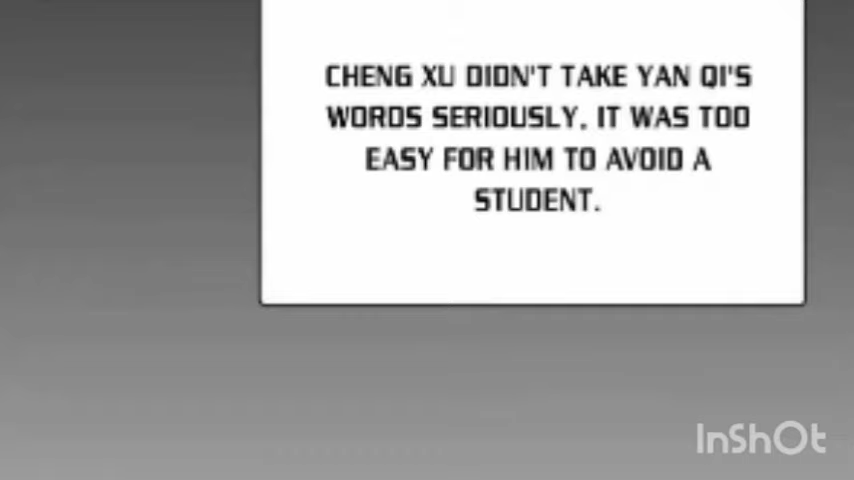 CHENG XU DIDN'T TAKE YAN QI'S
WORDS SERIOUSLY, IT WAS TOO
EASY FOR HIM TO AVOID A
STUDENT.
InShOt